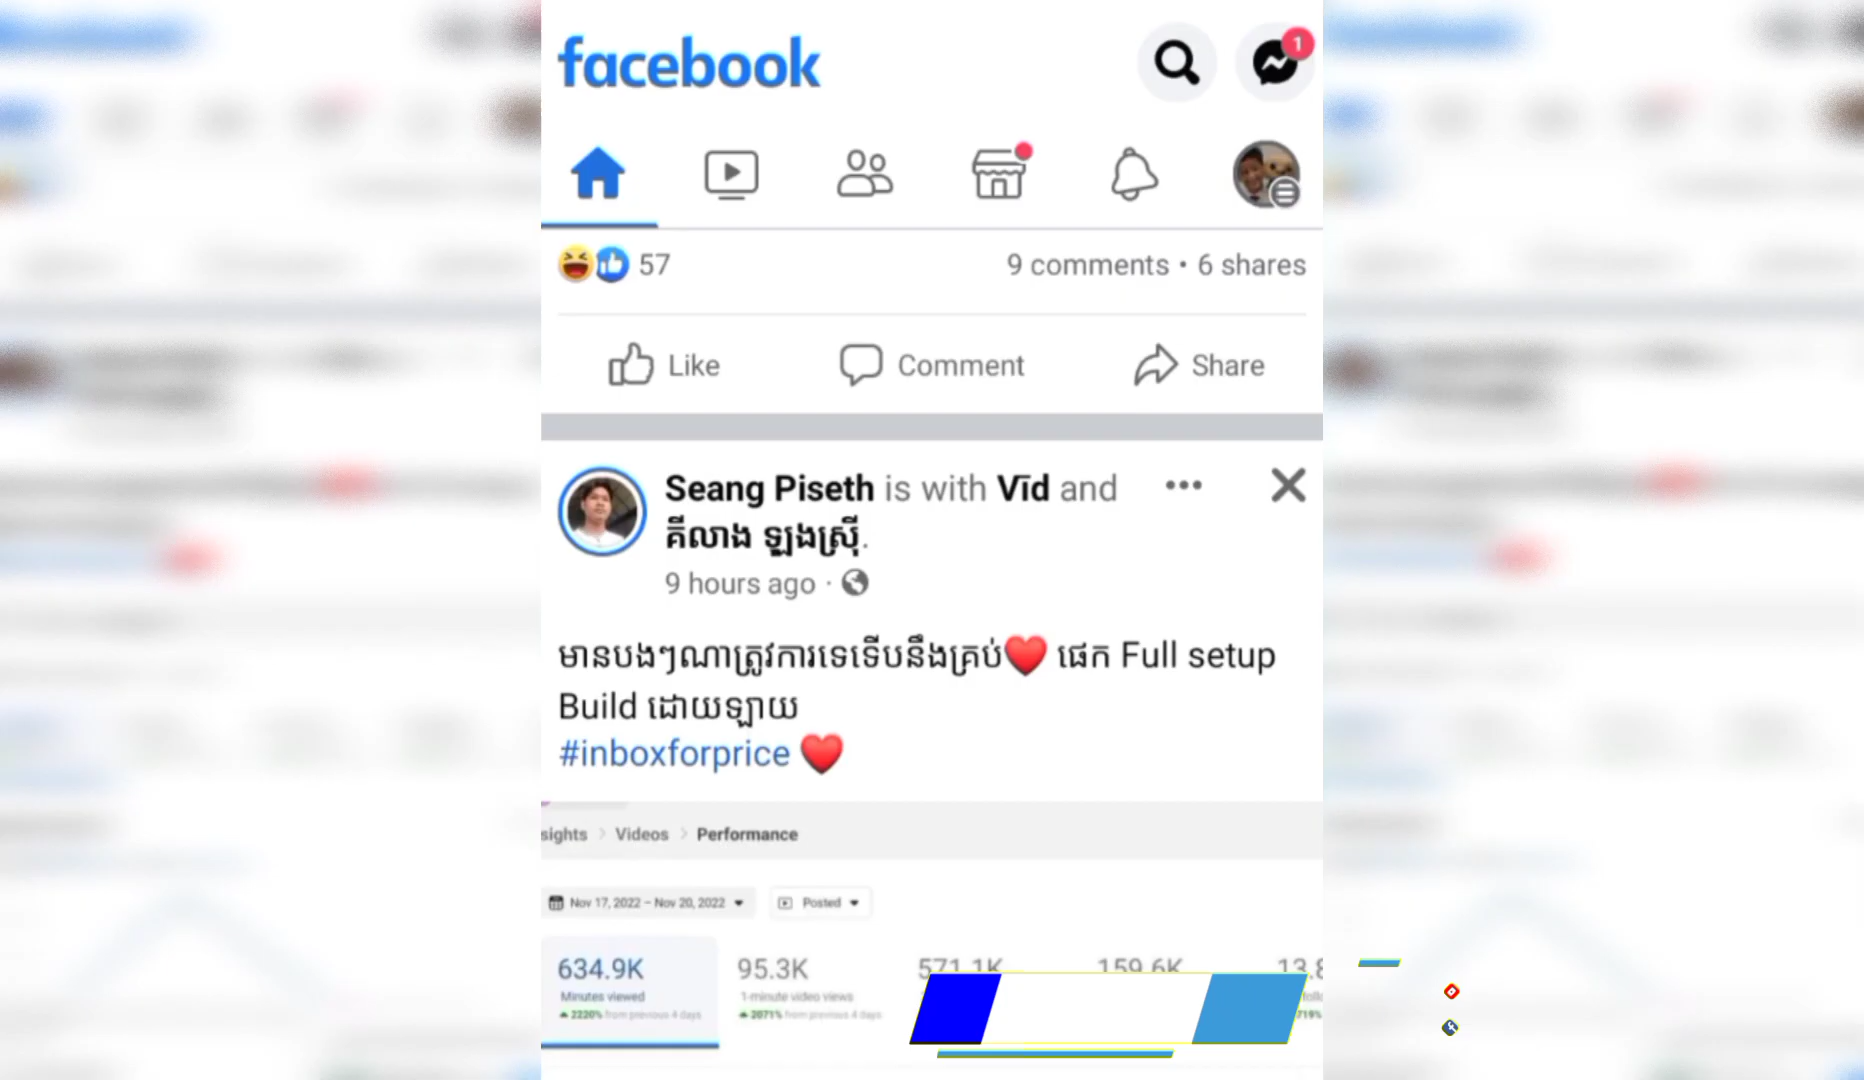 facebook
1
57
9 comments • 6 shares
Like
Comment
Share
Seang Piseth is with Vīd and
គីលាង ឡុងស្រ៊ី.
9 hours ago ·
មានបងៗណាត្រូវការទេទើបនឹងគ្រប់❤️ ផេក Full setup
Build ដោយឡាយ
#inboxforprice ❤️
sights > Videos > Performance
Nov 17, 2022 – Nov 20, 2022
Posted
634.9K
95.3K
571.1K
159.6K
13.8
Minutes viewed
1-minute video views
2220% from previous 4 days
2071% from previous 4 days
719%